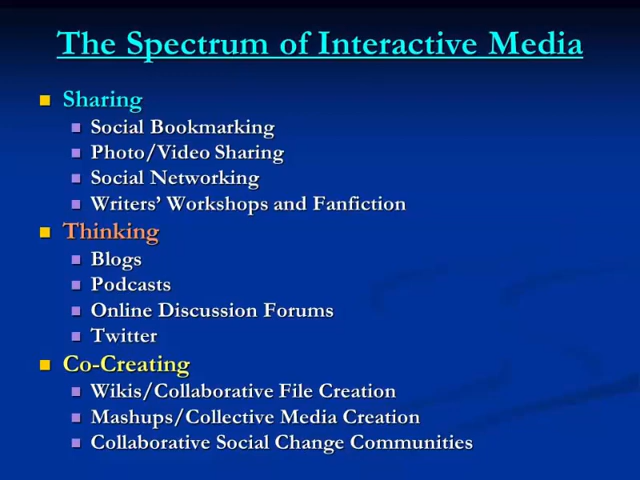 The Spectrum of Interactive Media
Sharing
Social Bookmarking
Photo/Video Sharing
Social Networking
Writers’ Workshops and Fanfiction
Thinking
Blogs
Podcasts
Online Discussion Forums
Twitter
Co-Creating
Wikis/Collaborative File Creation
Mashups/Collective Media Creation
Collaborative Social Change Communities